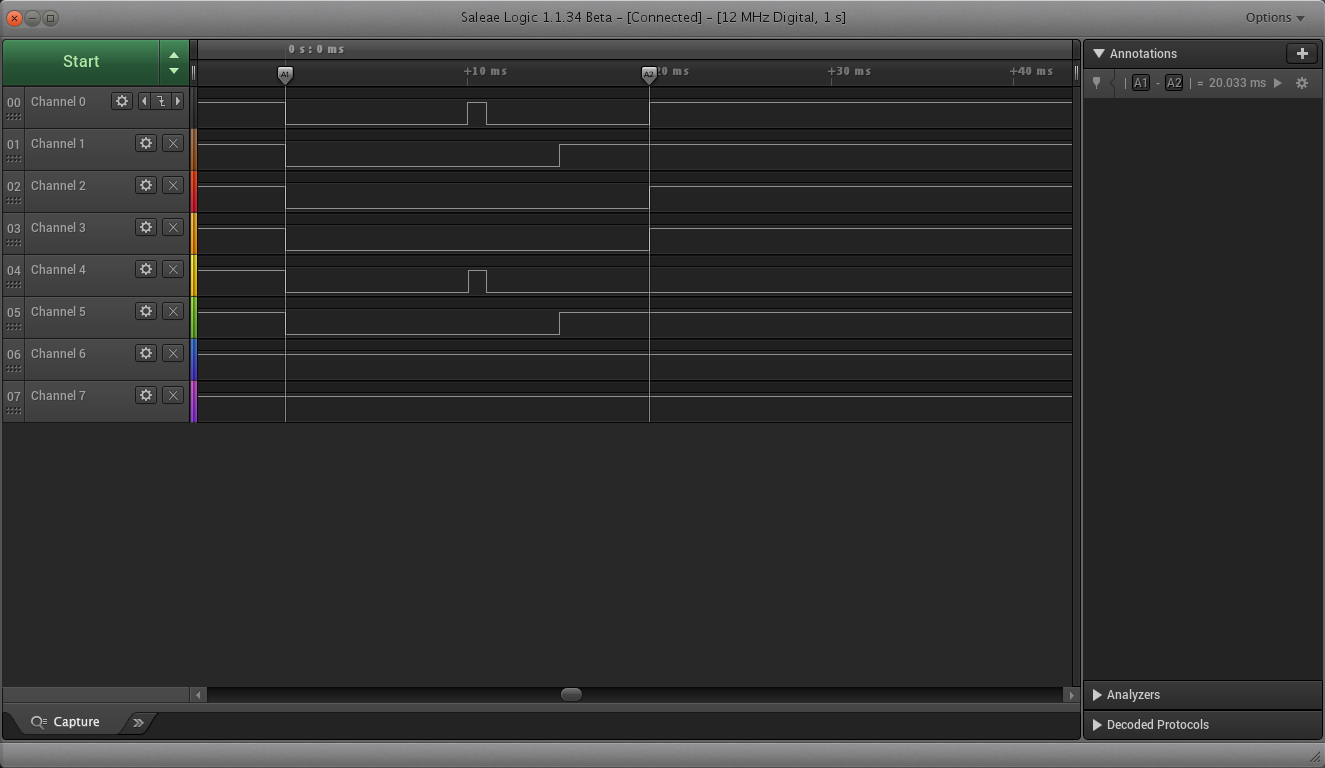 Saleae Logic 1.1.34 Beta – [Connected] – [12 MHz Digital, 1 s]
Options
Start
0 s : 0 ms
Annotations
A1
+10 ms
A2
20 ms
+30 ms
+40 ms
| A1 - A2 | = 20.033 ms
00 Channel 0
01 Channel 1
02 Channel 2
03 Channel 3
04 Channel 4
05 Channel 5
06 Channel 6
07 Channel 7
Analyzers
Capture
Decoded Protocols